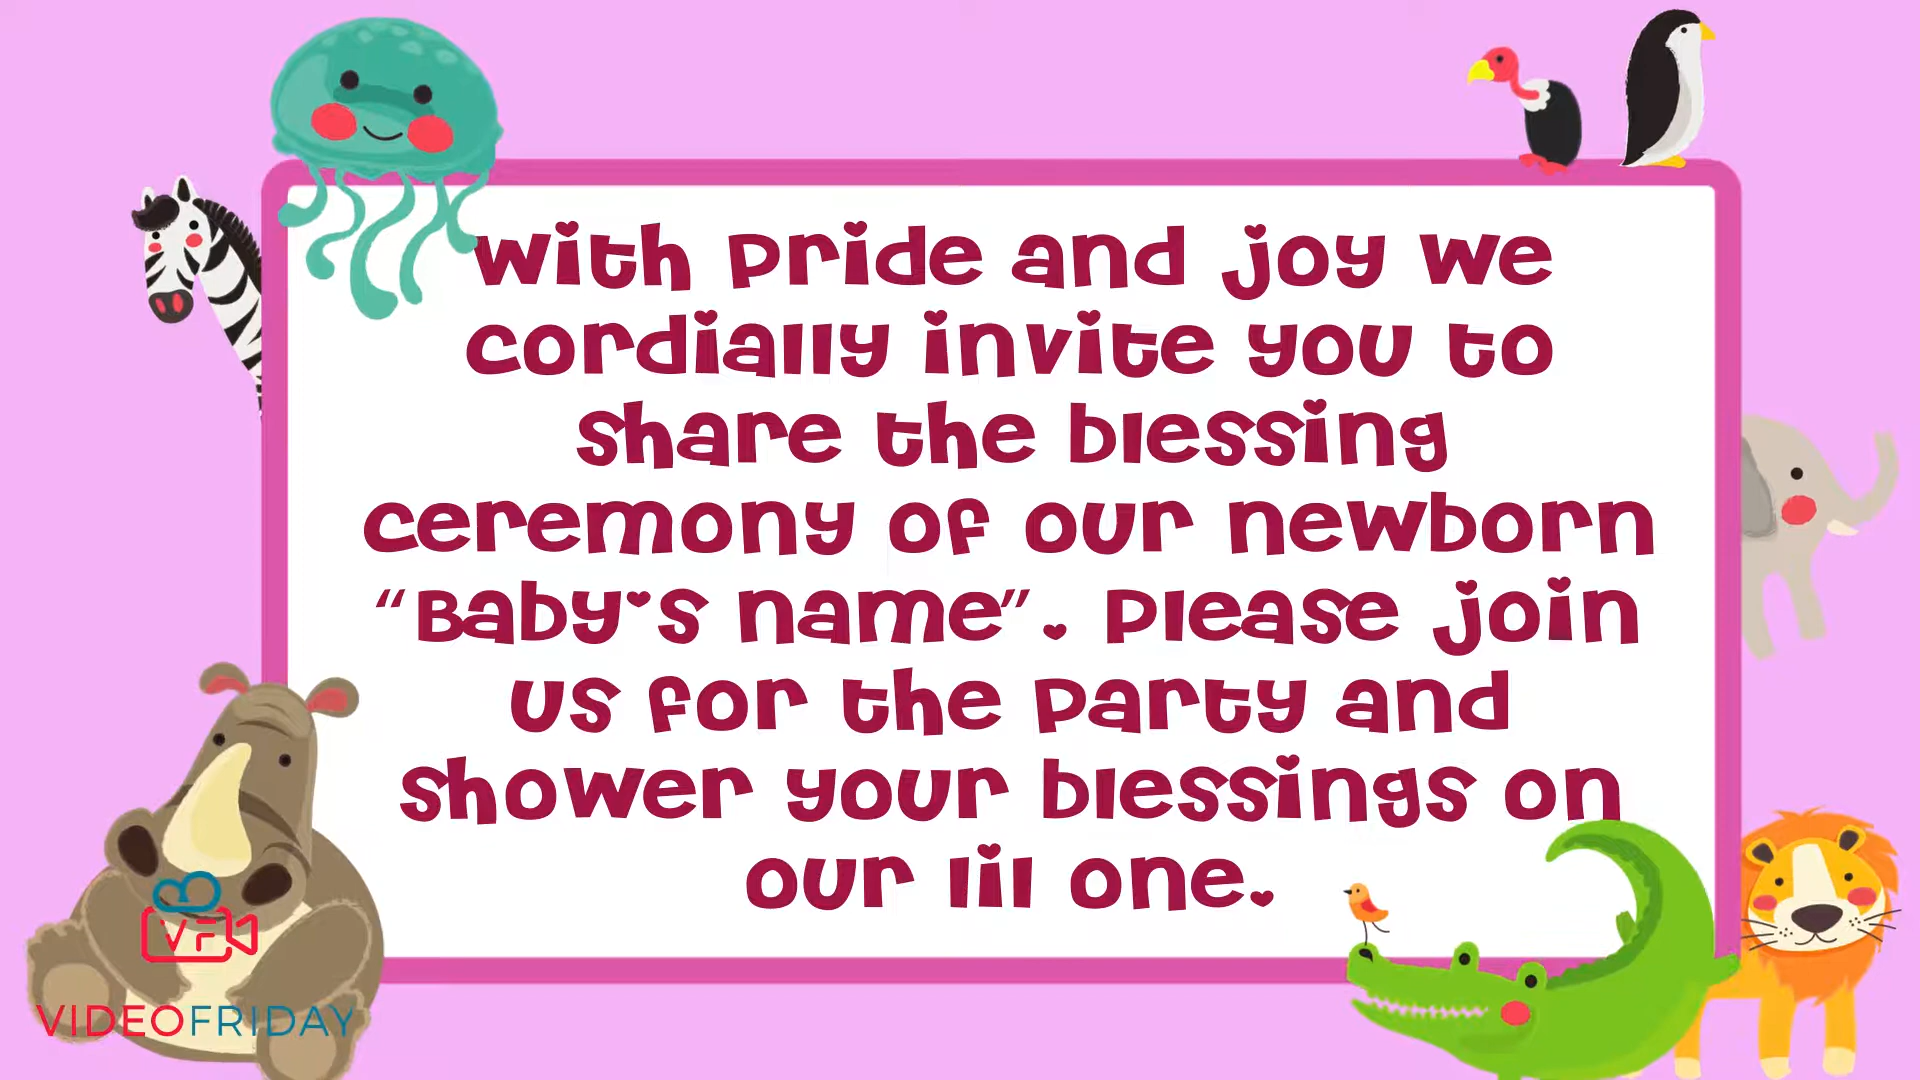 With pride and joy we
cordially invite you to
share the blessing
ceremony of our newborn
“Baby's name”. Please join
us for the party and
shower your blessings on
our lil one.
VF
VIDEOFRIDAY